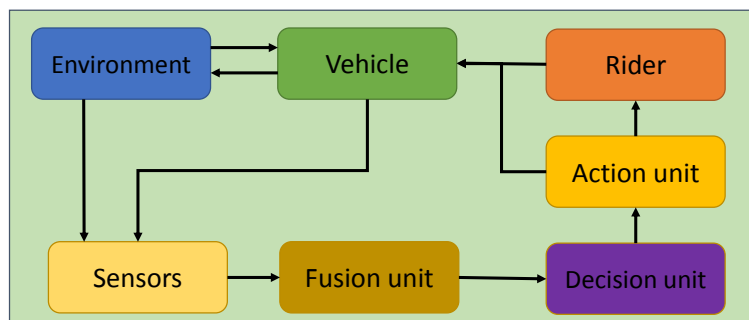 Environment
Vehicle
Rider
Action unit
Sensors
Fusion unit
Decision unit